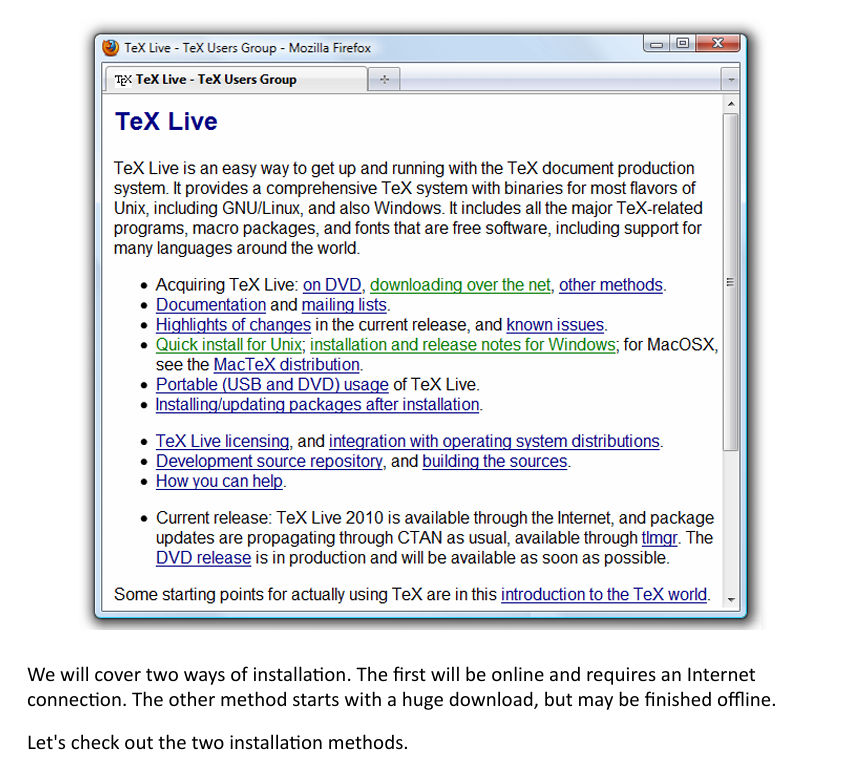 TeX Live - TeX Users Group - Mozilla Firefox
TeX TeX Live - TeX Users Group
TeX Live
TeX Live is an easy way to get up and running with the TeX document production
system. It provides a comprehensive TeX system with binaries for most flavors of
Unix, including GNU/Linux, and also Windows. It includes all the major TeX-related
programs, macro packages, and fonts that are free software, including support for
many languages around the world.
• Acquiring TeX Live: on DVD, downloading over the net, other methods.
• Documentation and mailing lists.
• Highlights of changes in the current release, and known issues.
• Quick install for Unix; installation and release notes for Windows; for MacOSX,
see the MacTeX distribution.
• Portable (USB and DVD) usage of TeX Live.
• Installing/updating packages after installation.
• TeX Live licensing, and integration with operating system distributions.
• Development source repository, and building the sources.
• How you can help.
• Current release: TeX Live 2010 is available through the Internet, and package
updates are propagating through CTAN as usual, available through tlmgr. The
DVD release is in production and will be available as soon as possible.
Some starting points for actually using TeX are in this introduction to the TeX world.
We will cover two ways of installation. The first will be online and requires an Internet
connection. The other method starts with a huge download, but may be finished offline.
Let's check out the two installation methods.